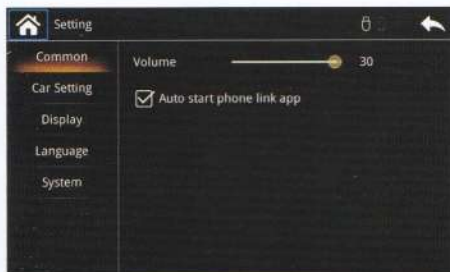 Setting
Common
Volume 30
Car Setting
Auto start phone link app
Display
Language
System